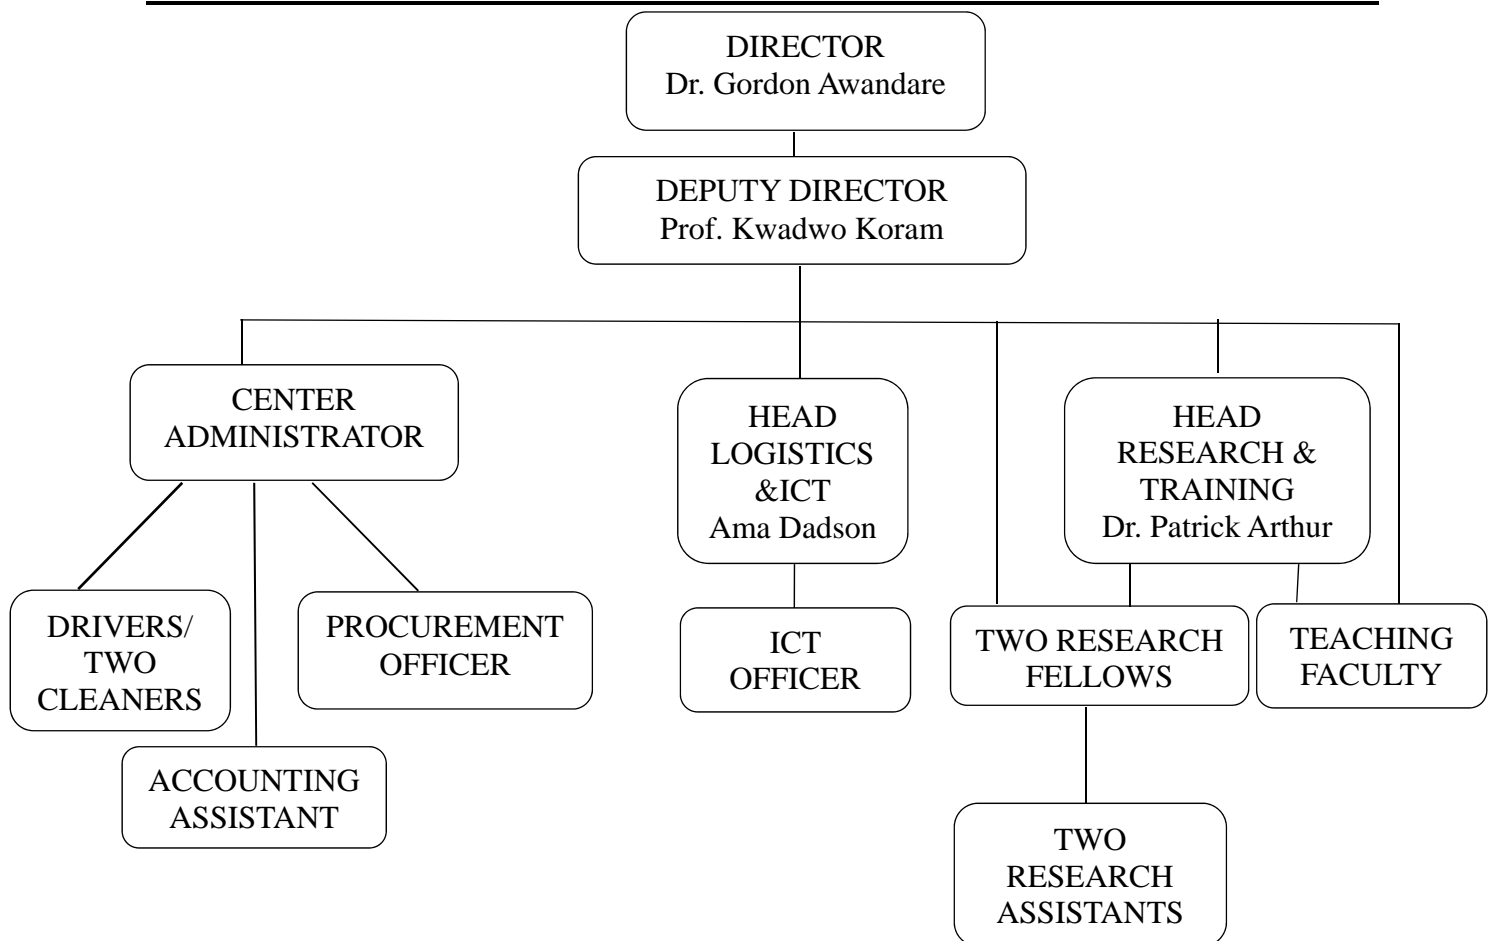 DIRECTOR
Dr. Gordon Awandare
DEPUTY DIRECTOR
Prof. Kwadwo Koram
CENTER
ADMINISTRATOR
HEAD
LOGISTICS
&ICT
Ama Dadson
HEAD
RESEARCH &
TRAINING
Dr. Patrick Arthur
DRIVERS/
TWO
CLEANERS
PROCUREMENT
OFFICER
ICT
OFFICER
TWO RESEARCH
FELLOWS
TEACHING
FACULTY
ACCOUNTING
ASSISTANT
TWO
RESEARCH
ASSISTANTS